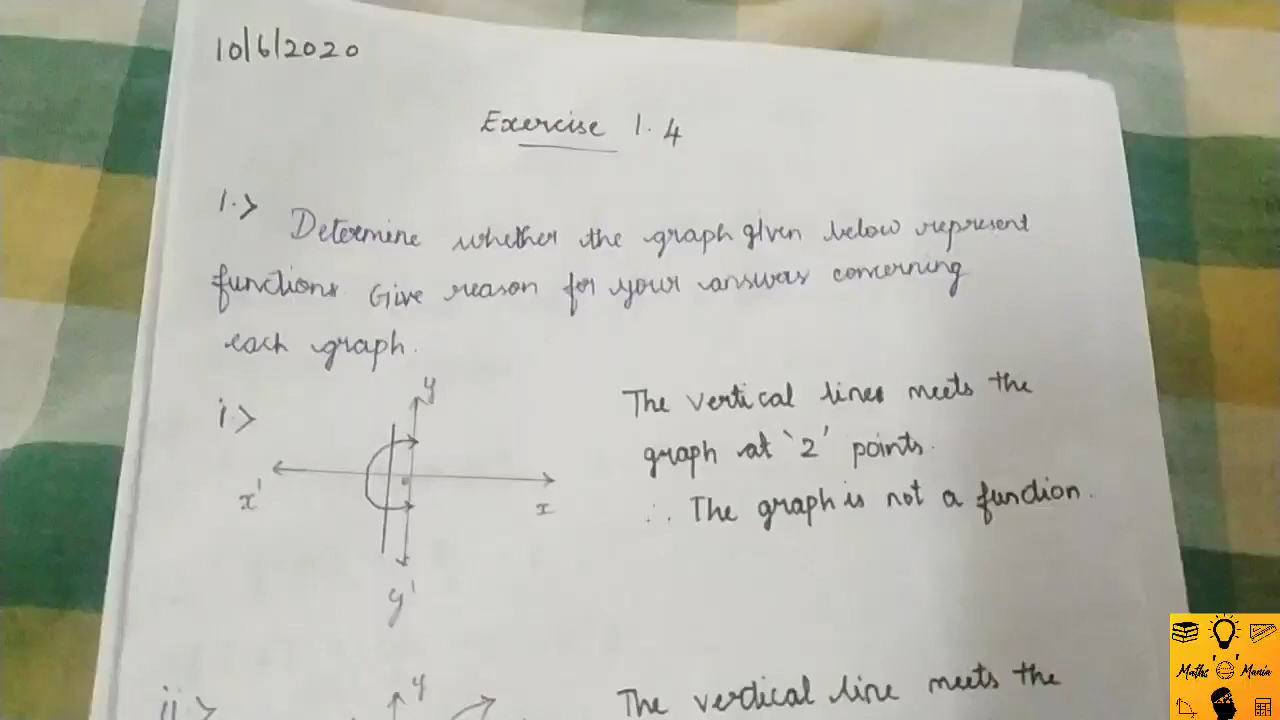 10/6/2020
Exercise 1.4
1.> Determine whether the graph given below represent
functions. Give reason for your answers concerning
each graph.
i.>
y
x'
x
y'
The vertical lines meets the
graph at '2' points.
∴ The graph is not a function.
ii.>
y
The vertical line meets the
Maths Mania